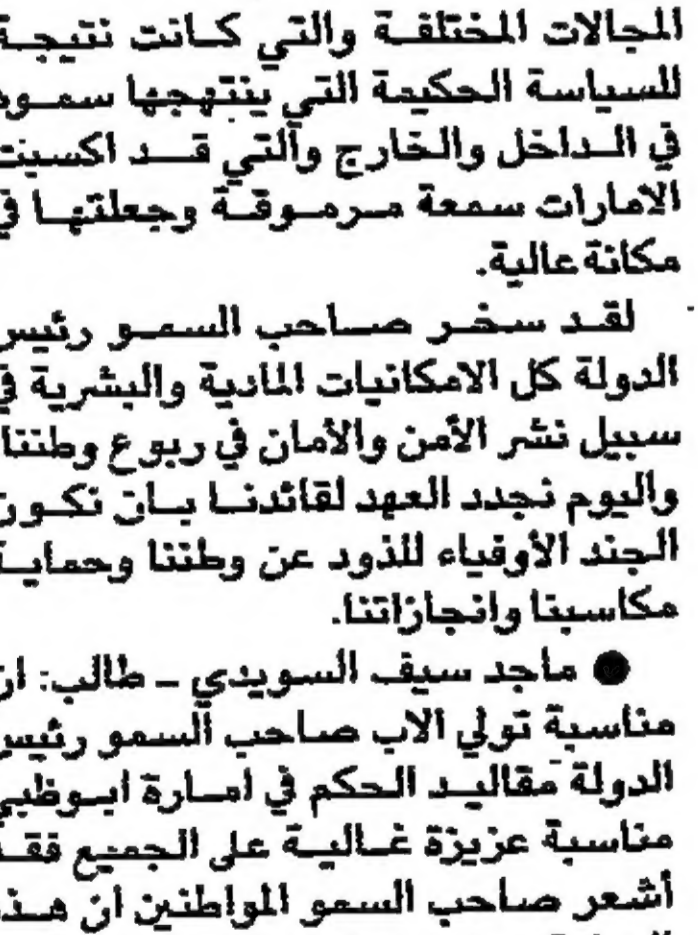 المجالات المختلفة والتي كانت نتيجة
للسياسة الحكيمة التي ينتهجها سموه
في الداخل والخارج والتي قد اكسبت
الامارات سمعة مرموقة وجعلتها في
مكانة عالية.
لقد سخر صاحب السمو رئيس
الدولة كل الامكانيات المادية والبشرية في
سبيل نشر الأمن والأمان في ربوع وطننا
واليوم نجدد العهد لقائدنا بان نكون
الجند الأوفياء للذود عن وطننا وحماية
مكاسبنا وانجازاتنا.
● ماجد سيف السويدي ـ طالب: ان
مناسبة تولي الاب صاحب السمو رئيس
الدولة مقاليد الحكم في امارة ابوظبي
مناسبة عزيزة غالية على الجميع فقد
أشعر صاحب السمو المواطنين ان هذه